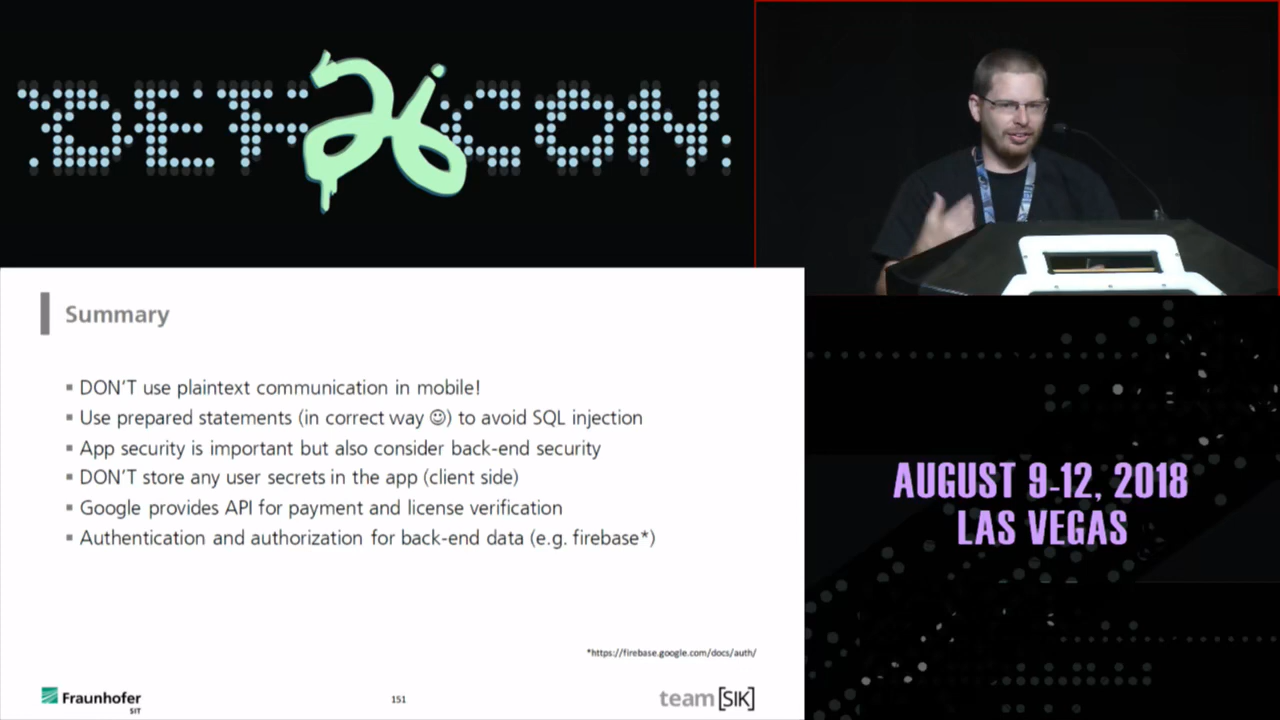 DEF 26 CON
AUGUST 9-12, 2018
LAS VEGAS
Summary
▪ DON'T use plaintext communication in mobile!
▪ Use prepared statements (in correct way ☺) to avoid SQL injection
▪ App security is important but also consider back-end security
▪ DON'T store any user secrets in the app (client side)
▪ Google provides API for payment and license verification
▪ Authentication and authorization for back-end data (e.g. firebase*)
*https://firebase.google.com/docs/auth/
Fraunhofer
SIT
151
team[SIK]